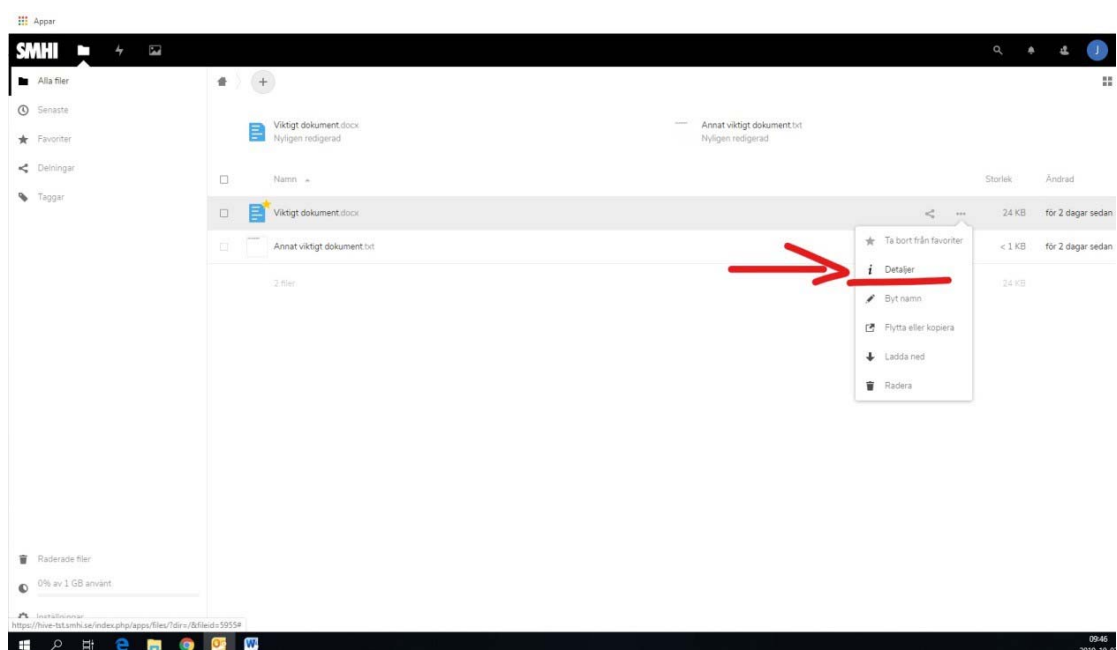 Appar
SMHI
J
Alla filer
Senaste
Favoriter
Delningar
Taggar
Viktigt dokument.docx
Nyligen redigerad
Annat viktigt dokument.txt
Nyligen redigerad
Namn
Storlek
Ändrad
Viktigt dokument.docx
24 KB
för 2 dagar sedan
Annat viktigt dokument.txt
< 1 KB
för 2 dagar sedan
2 filer
24 KB
Ta bort från favoriter
Detaljer
Byt namn
Flytta eller kopiera
Ladda ned
Radera
Raderade filer
0% av 1 GB använt
Inställningar
https://hive-tst.smhi.se/index.php/apps/files/?dir=/&fileid=5955#
09:46